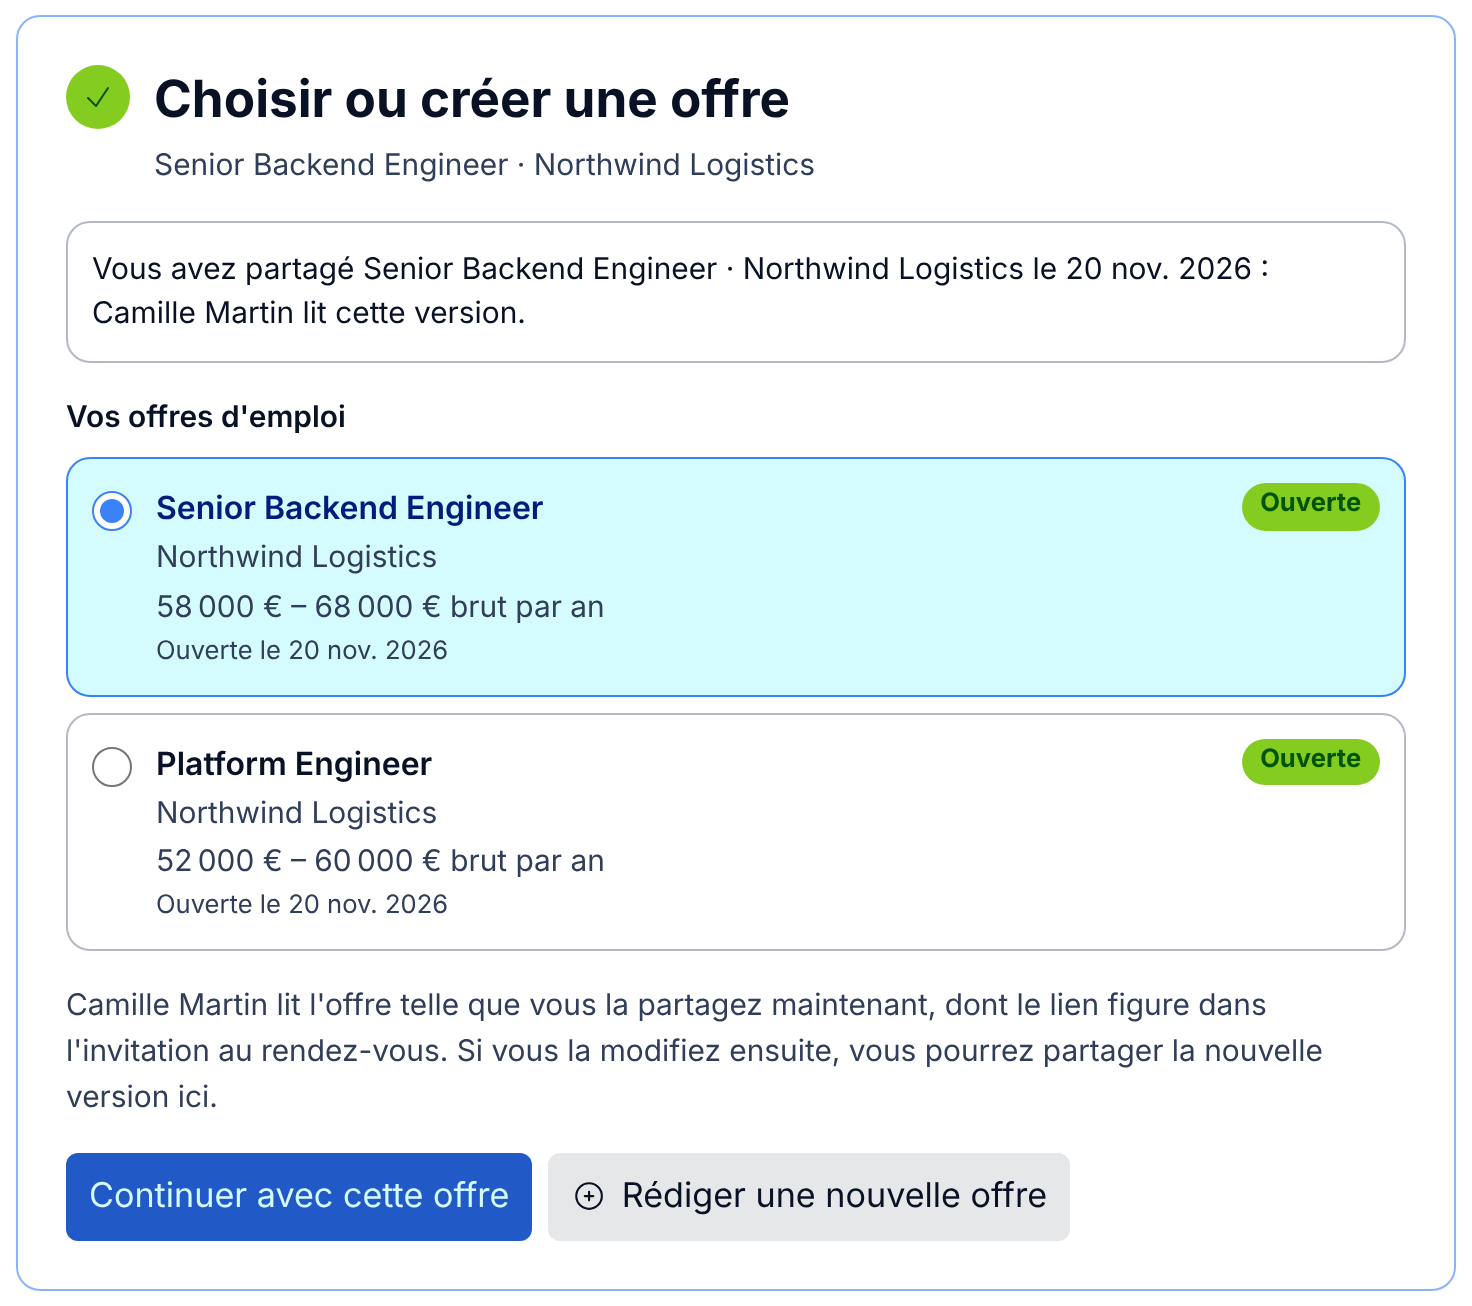 Choisir ou créer une offre
Senior Backend Engineer · Northwind Logistics
Vous avez partagé Senior Backend Engineer · Northwind Logistics le 20 nov. 2026 :
Camille Martin lit cette version.
Vos offres d'emploi
Senior Backend Engineer
Ouverte
Northwind Logistics
58 000 € – 68 000 € brut par an
Ouverte le 20 nov. 2026
Platform Engineer
Ouverte
Northwind Logistics
52 000 € – 60 000 € brut par an
Ouverte le 20 nov. 2026
Camille Martin lit l'offre telle que vous la partagez maintenant, dont le lien figure dans
l'invitation au rendez-vous. Si vous la modifiez ensuite, vous pourrez partager la nouvelle
version ici.
Continuer avec cette offre
Rédiger une nouvelle offre